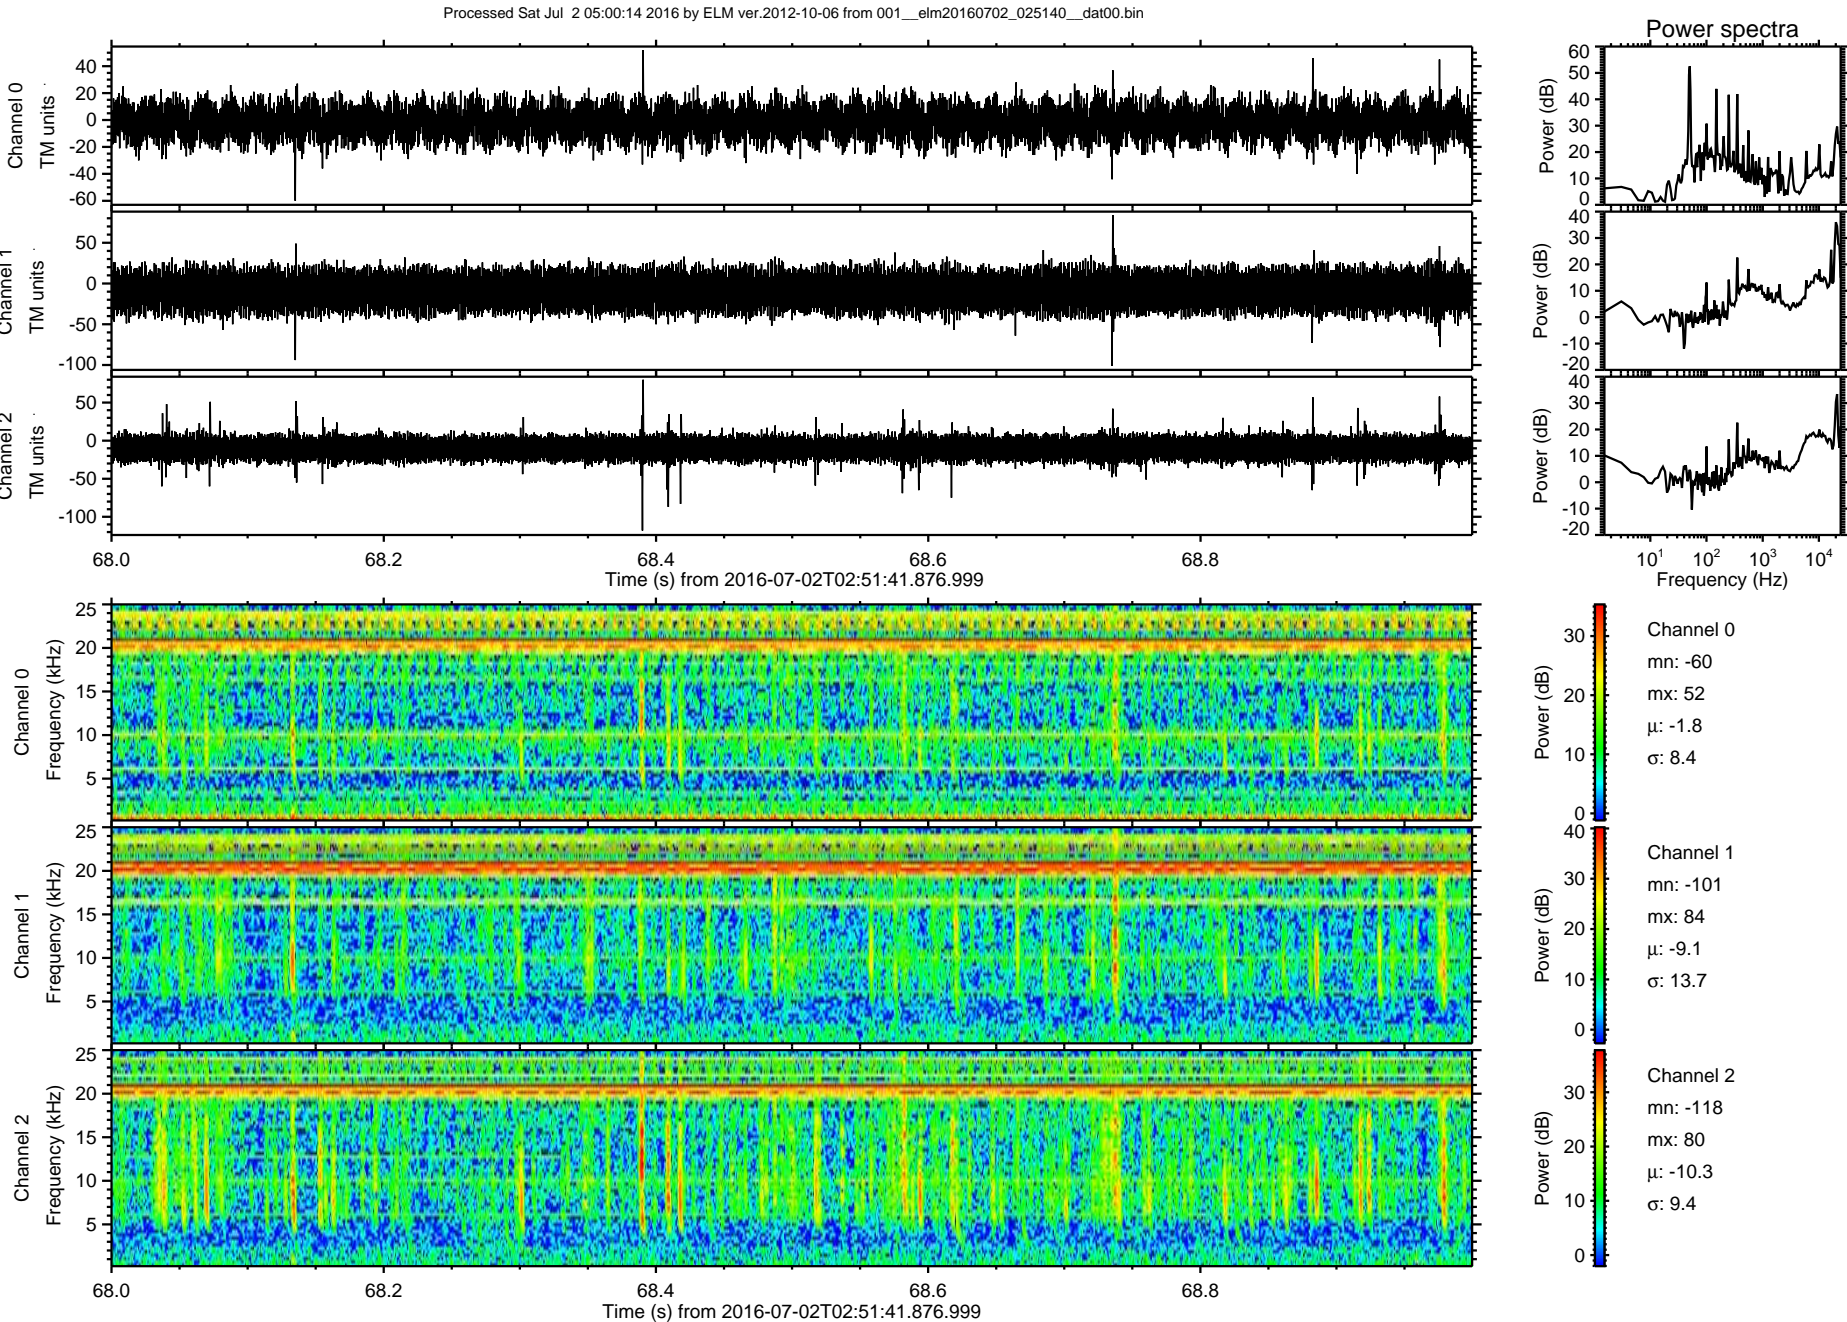 Processed Sat Jul 2 05:00:14 2016 by ELM ver.2012-10-06 from 001__elm20160702_025140__dat00.bin
Power spectra
Channel 0
TM units
40
20
0
-20
-40
-60
Power (dB)
60
50
40
30
20
10
0
Channel 1
TM units
50
0
-50
-100
Power (dB)
40
30
20
10
0
-10
-20
Channel 2
TM units
50
0
-50
-100
Power (dB)
40
30
20
10
0
-10
-20
68.0 68.2 68.4 68.6 68.8
Time (s) from 2016-07-02T02:51:41.876.999
10^1 10^2 10^3 10^4
Frequency (Hz)
Channel 0
Frequency (kHz)
25
20
15
10
5
Power (dB)
30
20
10
0
Channel 0
mn: -60
mx: 52
μ: -1.8
σ: 8.4
Channel 1
Frequency (kHz)
25
20
15
10
5
Power (dB)
40
30
20
10
0
Channel 1
mn: -101
mx: 84
μ: -9.1
σ: 13.7
Channel 2
Frequency (kHz)
25
20
15
10
5
Power (dB)
30
20
10
0
Channel 2
mn: -118
mx: 80
μ: -10.3
σ: 9.4
68.0 68.2 68.4 68.6 68.8
Time (s) from 2016-07-02T02:51:41.876.999